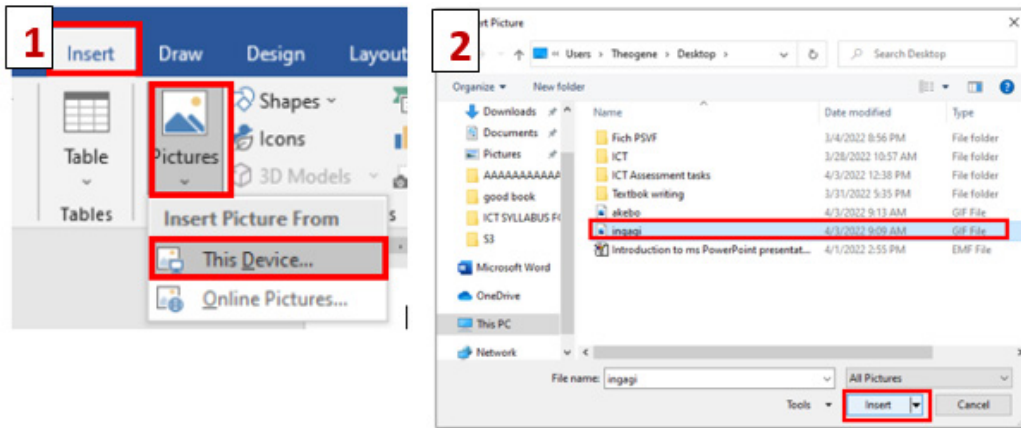 1
Insert Draw Design Layout
Table
Pictures
Shapes
Icons
3D Models
Tables
Insert Picture From
This Device...
Online Pictures...
2
rt Picture
« Users > Theogene > Desktop >
Search Desktop
Organize New folder
Downloads
Documents
Pictures
AAAAAAAAAAA
good book
ICT SYLLABUS F
S3
Microsoft Word
OneDrive
This PC
Network
Name Date modified Type
Fich PSVF 3/4/2022 8:56 PM File folder
ICT 3/28/2022 10:57 AM File folder
ICT Assessment tasks 4/3/2022 12:38 PM File folder
Textbok writing 3/31/2022 5:35 PM File folder
akebo 4/3/2022 9:13 AM GIF File
ingagi 4/3/2022 9:09 AM GIF File
Introduction to ms PowerPoint presentat... 4/1/2022 2:55 PM EMF File
File name: ingagi All Pictures
Tools Insert Cancel